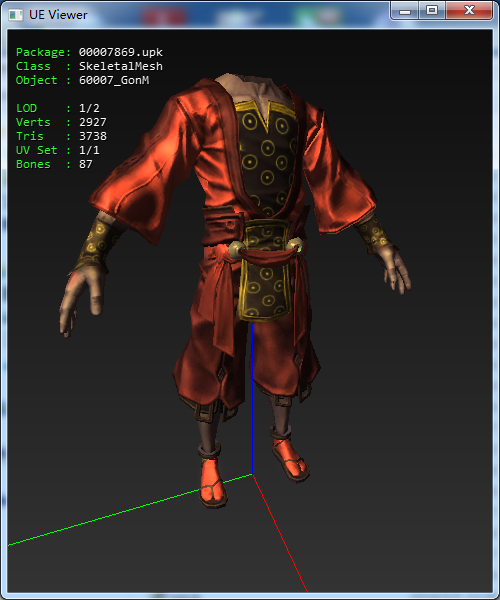 UE Viewer
Package: 00007869.upk
Class : SkeletalMesh
Object : 60007_GonM
LOD : 1/2
Verts : 2927
Tris : 3738
UV Set : 1/1
Bones : 87